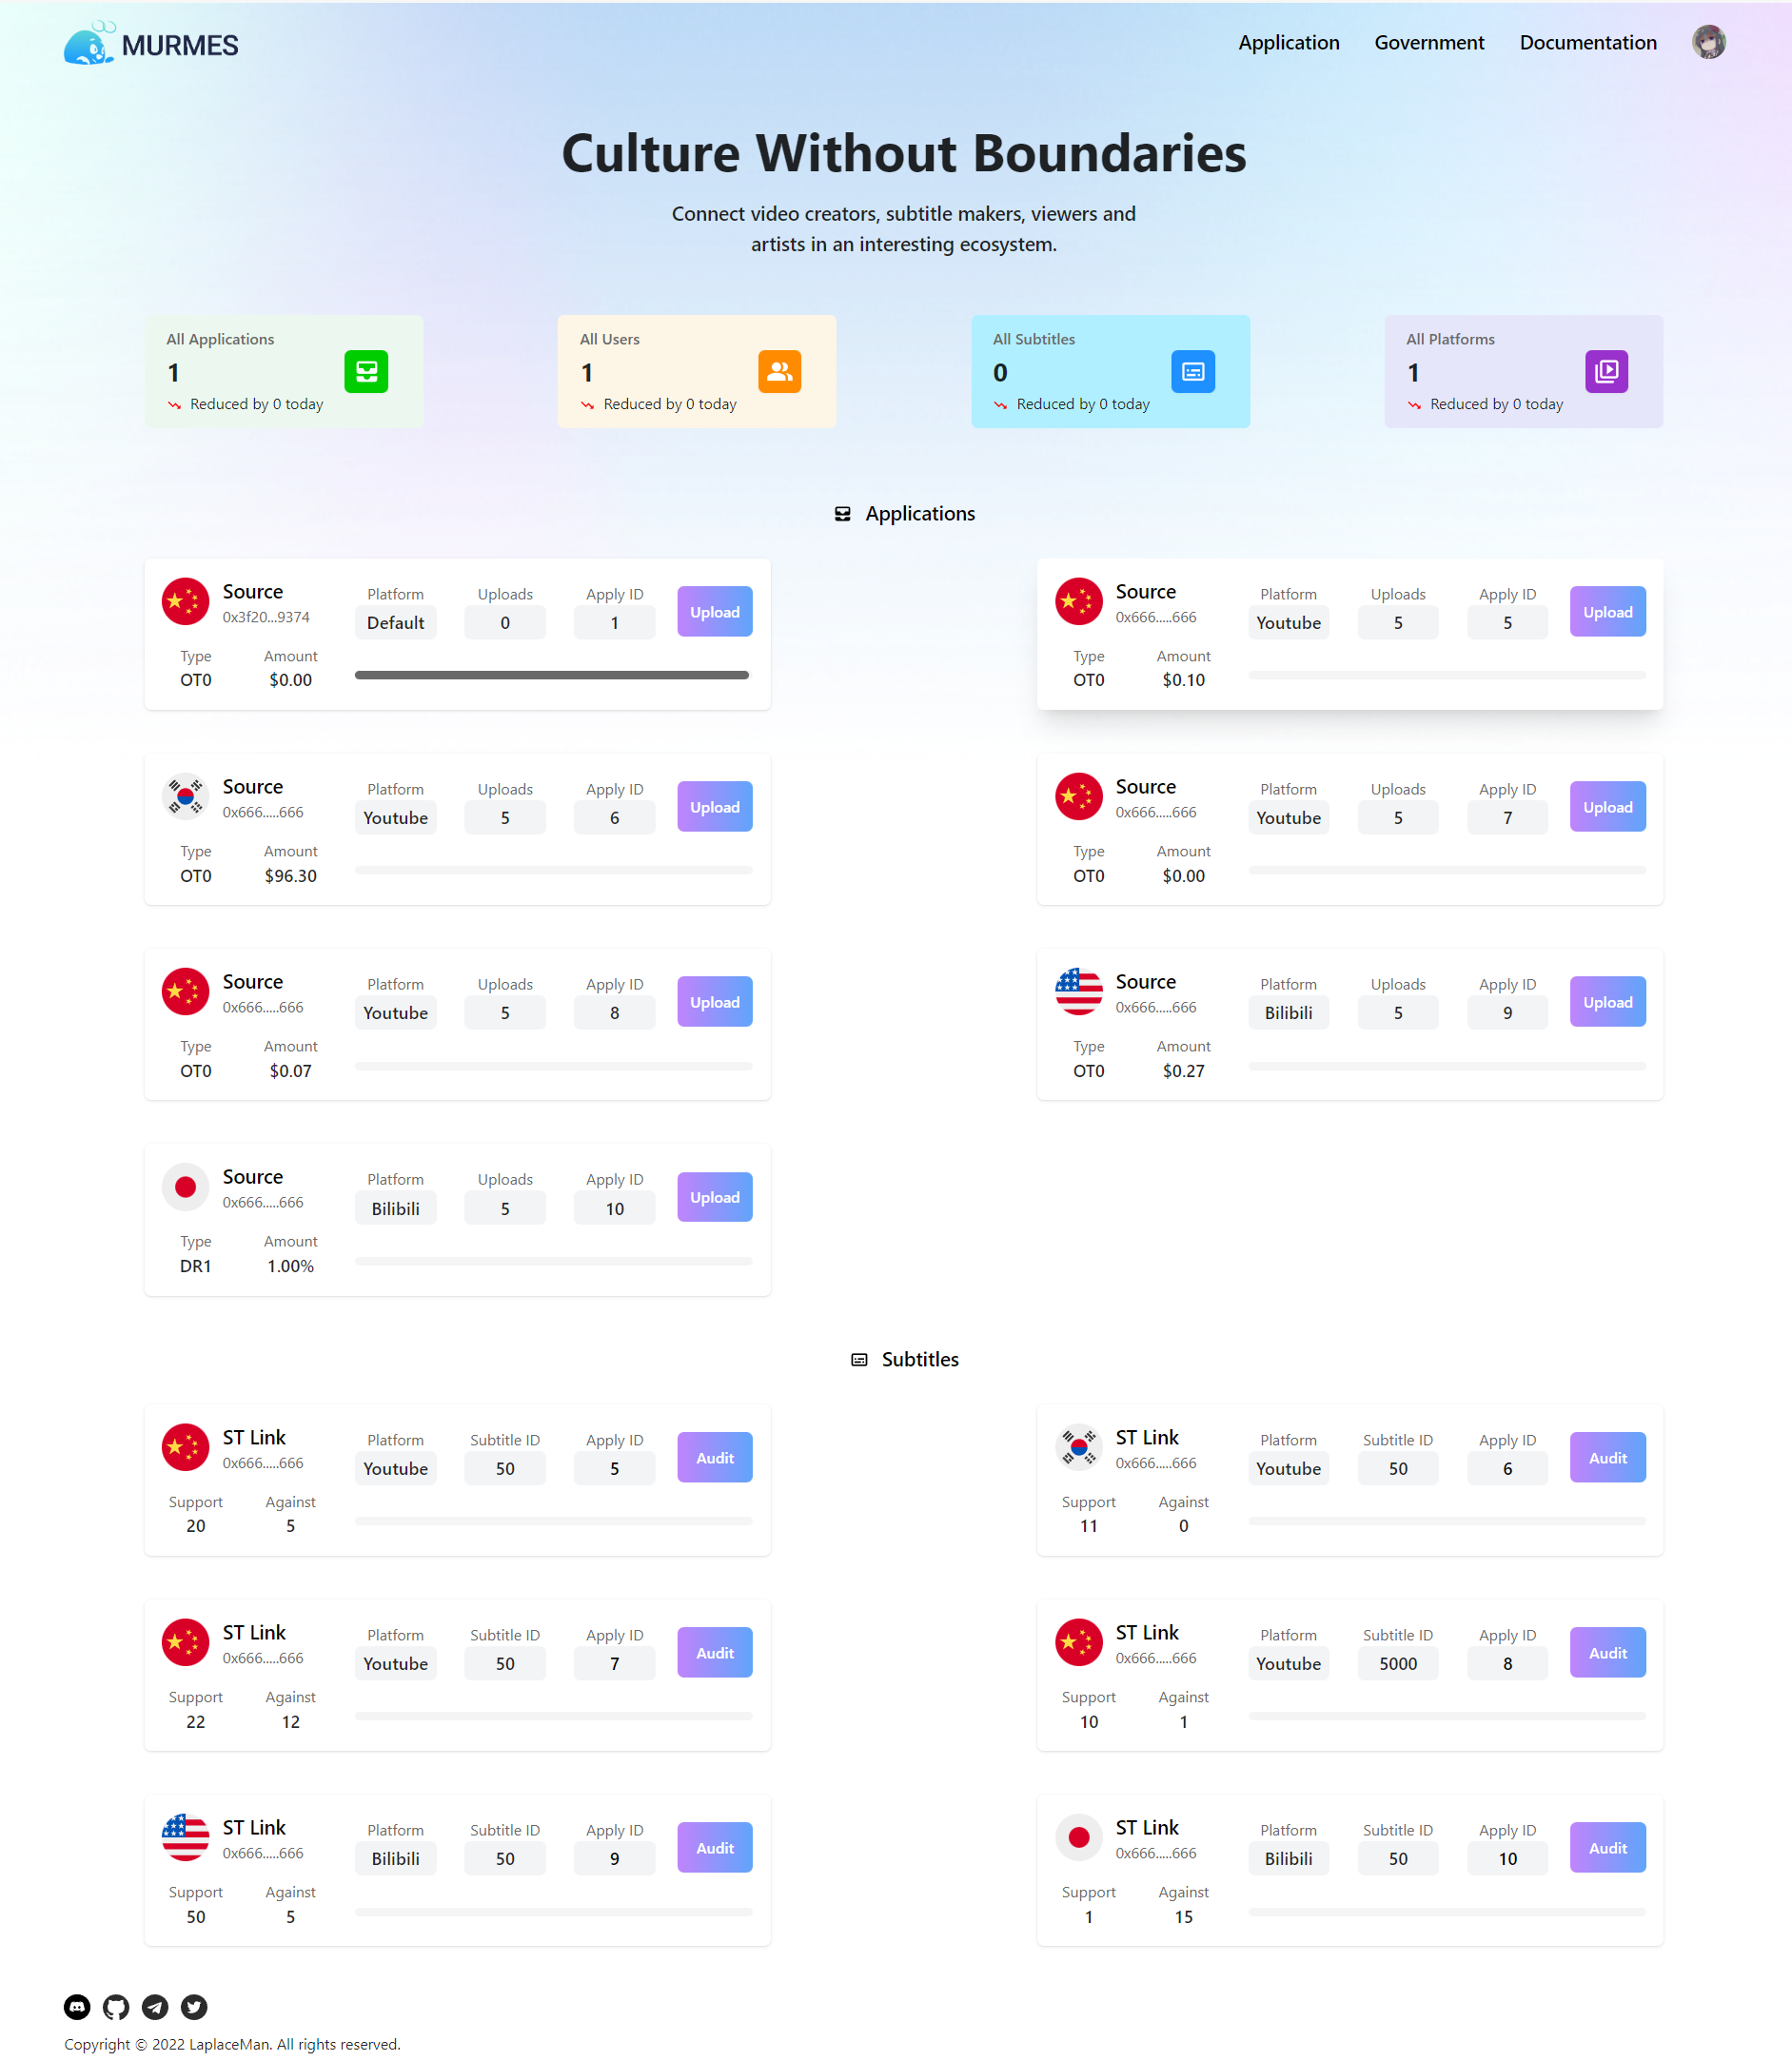 MURMES
Application Government Documentation
Culture Without Boundaries
Connect video creators, subtitle makers, viewers and
artists in an interesting ecosystem.
All Applications
1
Reduced by 0 today
All Users
1
Reduced by 0 today
All Subtitles
0
Reduced by 0 today
All Platforms
1
Reduced by 0 today
Applications
Source
0x3f20...9374
Platform Uploads Apply ID
Default 0 1
Upload
Type Amount
OT0 $0.00
Source
0x666.....666
Platform Uploads Apply ID
Youtube 5 5
Upload
Type Amount
OT0 $0.10
Source
0x666.....666
Platform Uploads Apply ID
Youtube 5 6
Upload
Type Amount
OT0 $96.30
Source
0x666.....666
Platform Uploads Apply ID
Youtube 5 7
Upload
Type Amount
OT0 $0.00
Source
0x666.....666
Platform Uploads Apply ID
Youtube 5 8
Upload
Type Amount
OT0 $0.07
Source
0x666.....666
Platform Uploads Apply ID
Bilibili 5 9
Upload
Type Amount
OT0 $0.27
Source
0x666.....666
Platform Uploads Apply ID
Bilibili 5 10
Upload
Type Amount
DR1 1.00%
Subtitles
ST Link
0x666.....666
Platform Subtitle ID Apply ID
Youtube 50 5
Audit
Support Against
20 5
ST Link
0x666.....666
Platform Subtitle ID Apply ID
Youtube 50 6
Audit
Support Against
11 0
ST Link
0x666.....666
Platform Subtitle ID Apply ID
Youtube 50 7
Audit
Support Against
22 12
ST Link
0x666.....666
Platform Subtitle ID Apply ID
Youtube 5000 8
Audit
Support Against
10 1
ST Link
0x666.....666
Platform Subtitle ID Apply ID
Bilibili 50 9
Audit
Support Against
50 5
ST Link
0x666.....666
Platform Subtitle ID Apply ID
Bilibili 50 10
Audit
Support Against
1 15
Copyright © 2022 LaplaceMan. All rights reserved.